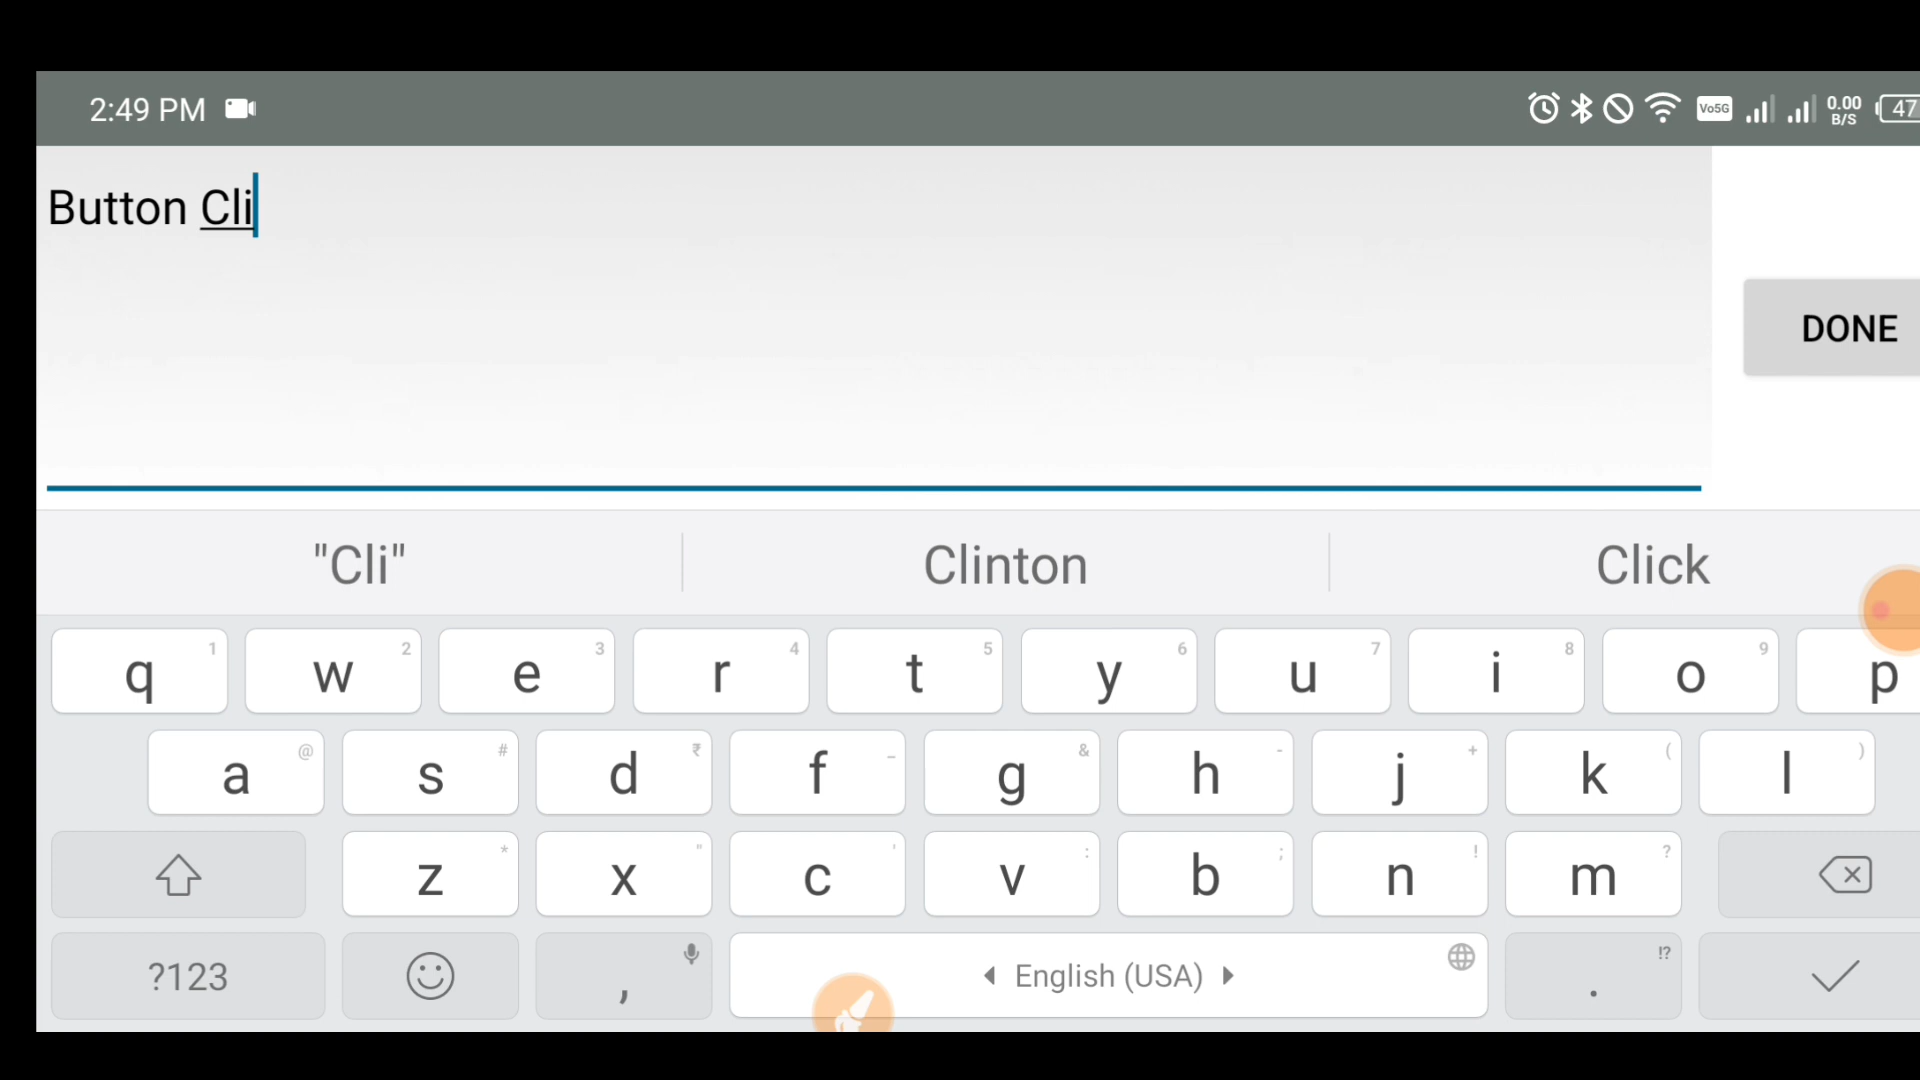 2:49 PM Vo5G 0.00 B/S 47
Button Cli
DONE
"Cli" Clinton Click
q 1 w 2 e 3 r 4 t 5 y 6 u 7 i 8 o 9 p
a @ s # d ₹ f _ g & h - j + k ( l )
z * x " c ' v : b ; n ! m ?
?123 , English (USA) . !?